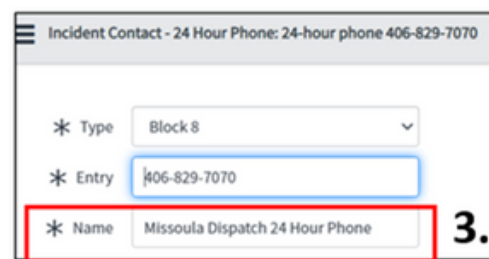 Incident Contact - 24 Hour Phone: 24-hour phone 406-829-7070
Type Block 8
Entry 406-829-7070
Name Missoula Dispatch 24 Hour Phone
3.